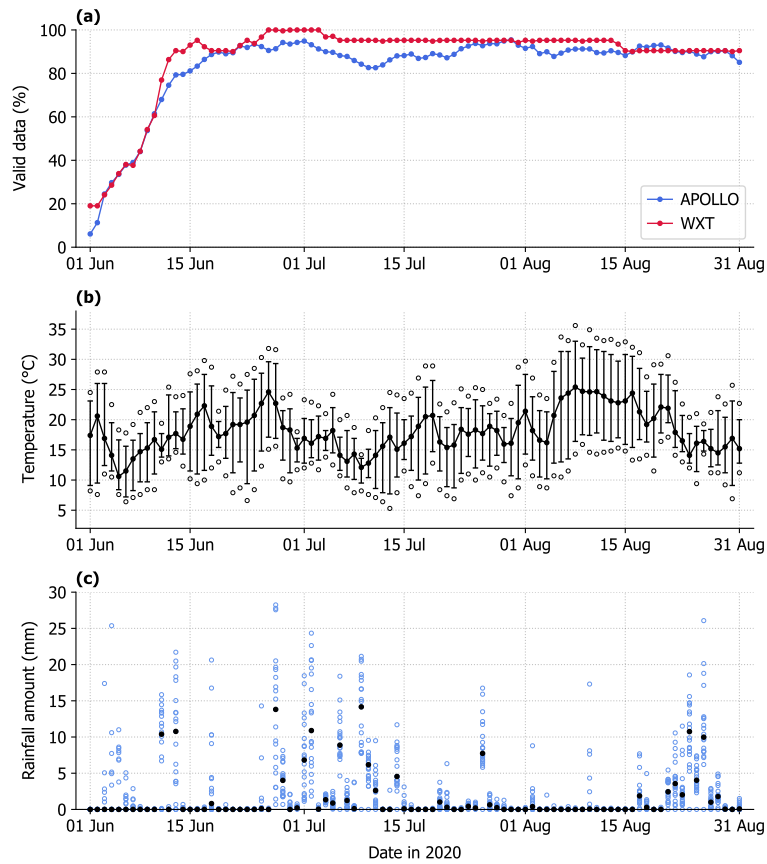 (a)
Valid data (%)
100
80
60
40
20
0
APOLLO
WXT
01 Jun 15 Jun 01 Jul 15 Jul 01 Aug 15 Aug 31 Aug
(b)
Temperature (°C)
35
30
25
20
15
10
5
01 Jun 15 Jun 01 Jul 15 Jul 01 Aug 15 Aug 31 Aug
(c)
Rainfall amount (mm)
30
25
20
15
10
5
0
01 Jun 15 Jun 01 Jul 15 Jul 01 Aug 15 Aug 31 Aug
Date in 2020